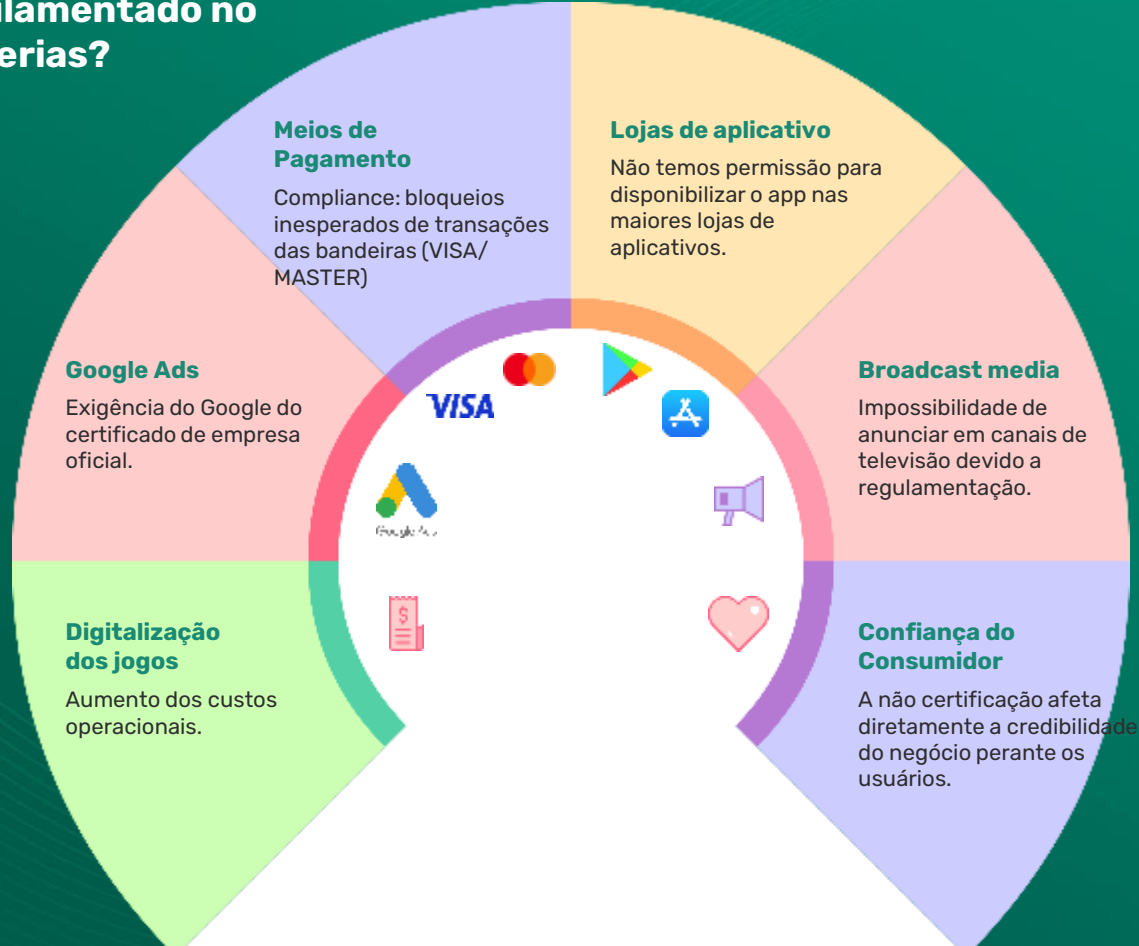 ulamentado no
erias?
Meios de
Pagamento
Compliance: bloqueios
inesperados de transações
das bandeiras (VISA/
MASTER)
Lojas de aplicativo
Não temos permissão para
disponibilizar o app nas
maiores lojas de
aplicativos.
Google Ads
Exigência do Google do
certificado de empresa
oficial.
Broadcast media
Impossibilidade de
anunciar em canais de
televisão devido a
regulamentação.
VISA
Google Ads
Digitalização
dos jogos
Aumento dos custos
operacionais.
Confiança do
Consumidor
A não certificação afeta
diretamente a credibilidade
do negócio perante os
usuários.